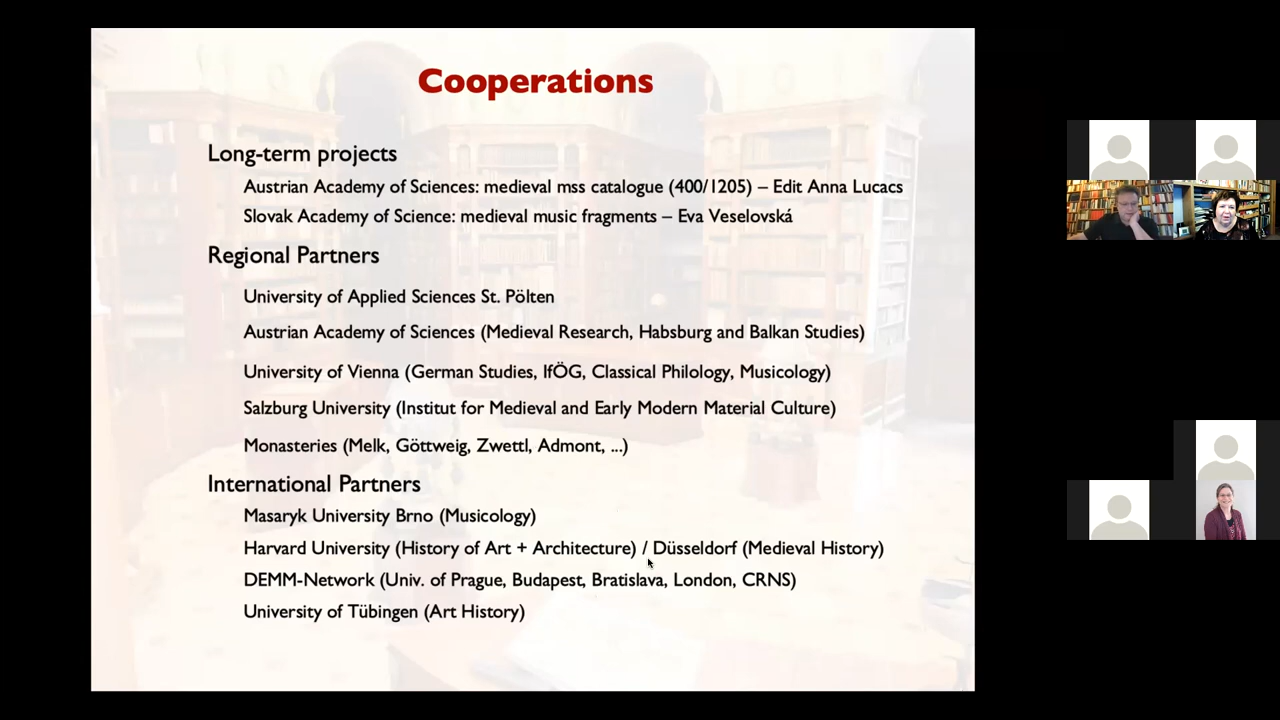 Cooperations
Long-term projects
Austrian Academy of Sciences: medieval mss catalogue (400/1205) – Edit Anna Lucacs
Slovak Academy of Science: medieval music fragments – Eva Veselovská
Regional Partners
University of Applied Sciences St. Pölten
Austrian Academy of Sciences (Medieval Research, Habsburg and Balkan Studies)
University of Vienna (German Studies, IfÖG, Classical Philology, Musicology)
Salzburg University (Institut for Medieval and Early Modern Material Culture)
Monasteries (Melk, Göttweig, Zwettl, Admont, ...)
International Partners
Masaryk University Brno (Musicology)
Harvard University (History of Art + Architecture) / Düsseldorf (Medieval History)
DEMM-Network (Univ. of Prague, Budapest, Bratislava, London, CRNS)
University of Tübingen (Art History)